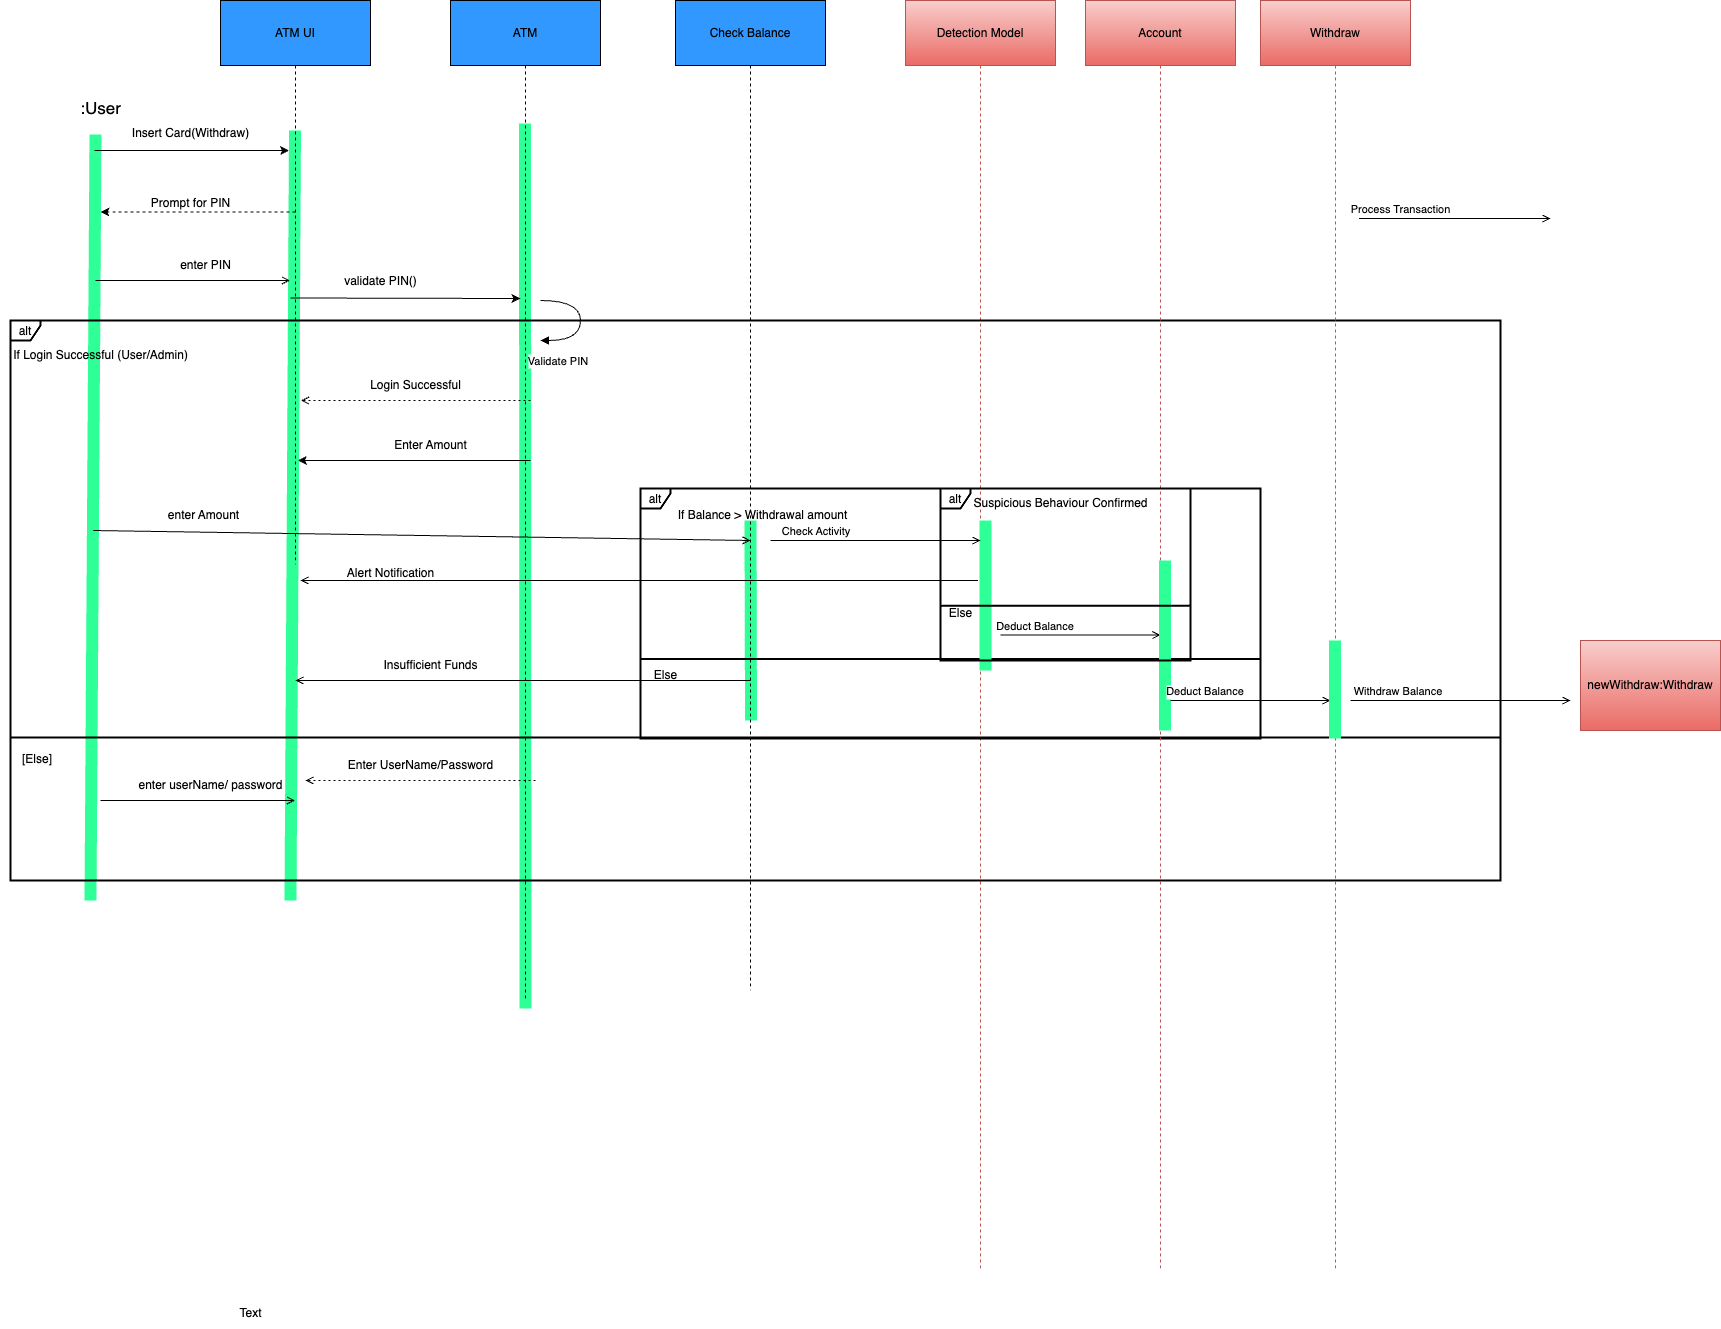 ATM UI
ATM
Check Balance
Detection Model
Account
Withdraw
:User
Insert Card(Withdraw)
Prompt for PIN
Process Transaction
enter PIN
validate PIN()
alt
If Login Successful (User/Admin)
Validate PIN
Login Successful
Enter Amount
alt
alt
Suspicious Behaviour Confirmed
enter Amount
If Balance > Withdrawal amount
Check Activity
Alert Notification
Else
Deduct Balance
Insufficient Funds
Else
Deduct Balance
Withdraw Balance
newWithdraw:Withdraw
[Else]
Enter UserName/Password
enter userName/ password
Text